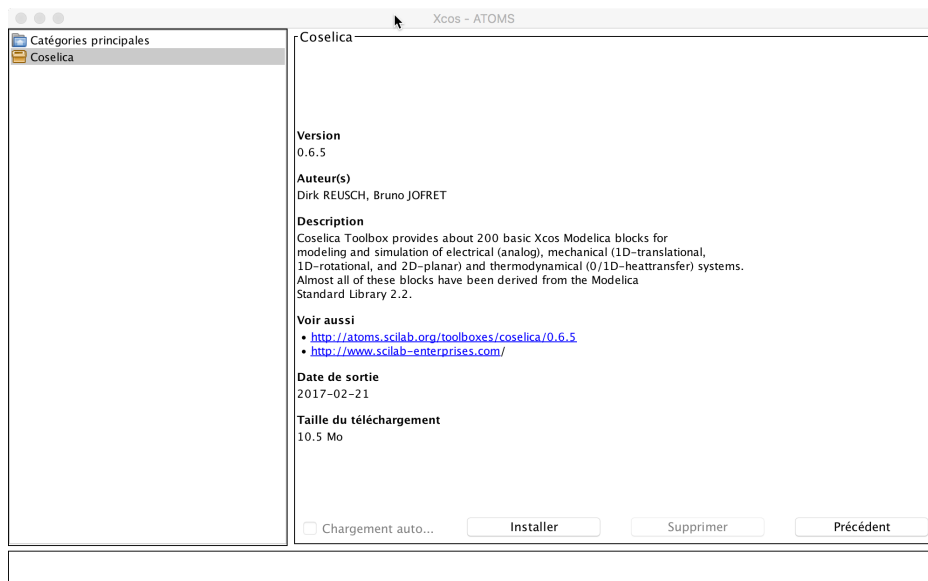 Xcos - ATOMS
Catégories principales
Coselica
Coselica
Version
0.6.5
Auteur(s)
Dirk REUSCH, Bruno JOFRET
Description
Coselica Toolbox provides about 200 basic Xcos Modelica blocks for
modeling and simulation of electrical (analog), mechanical (1D-translational,
1D-rotational, and 2D-planar) and thermodynamical (0/1D-heattransfer) systems.
Almost all of these blocks have been derived from the Modelica
Standard Library 2.2.
Voir aussi
• http://atoms.scilab.org/toolboxes/coselica/0.6.5
• http://www.scilab-enterprises.com/
Date de sortie
2017-02-21
Taille du téléchargement
10.5 Mo
Chargement auto... Installer Supprimer Précédent